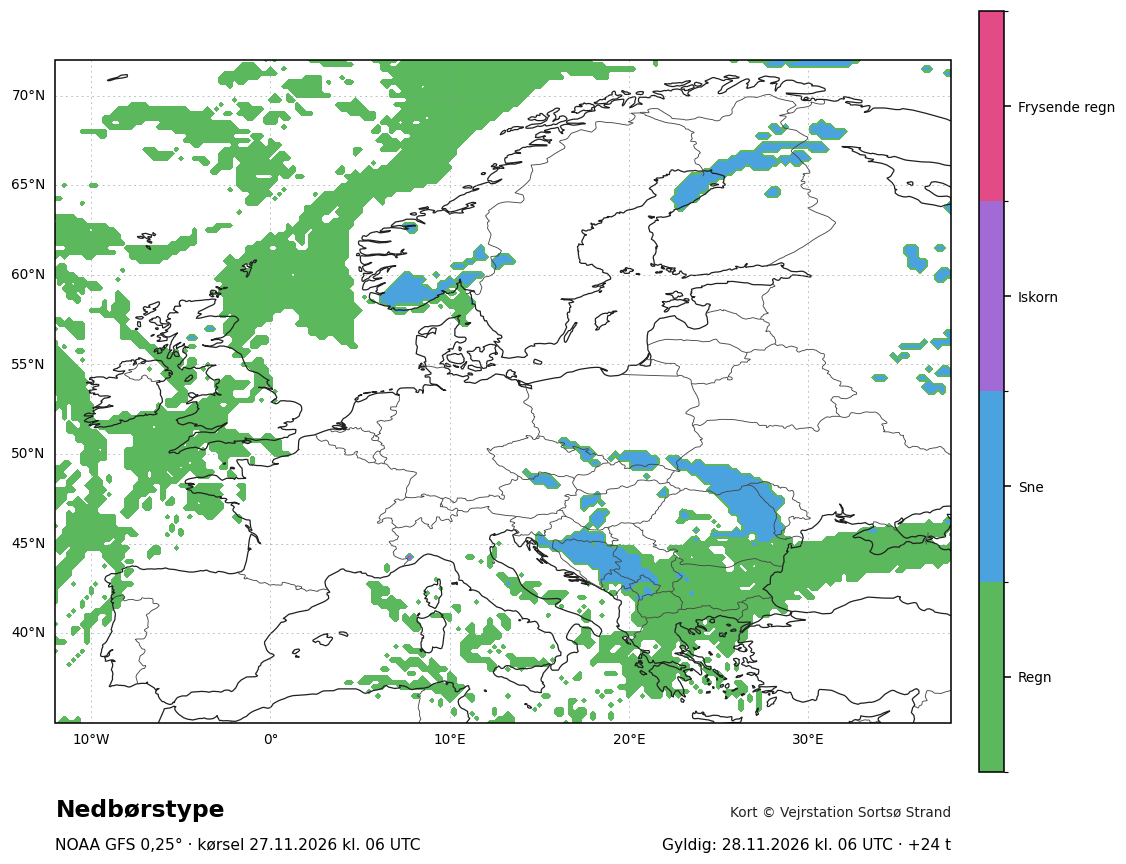 Frysende regn
Iskorn
Sne
Regn
70°N
65°N
60°N
55°N
50°N
45°N
40°N
10°W
0°
10°E
20°E
30°E
Nedbørstype
Kort © Vejrstation Sortsø Strand
NOAA GFS 0,25° · kørsel 27.11.2026 kl. 06 UTC
Gyldig: 28.11.2026 kl. 06 UTC · +24 t